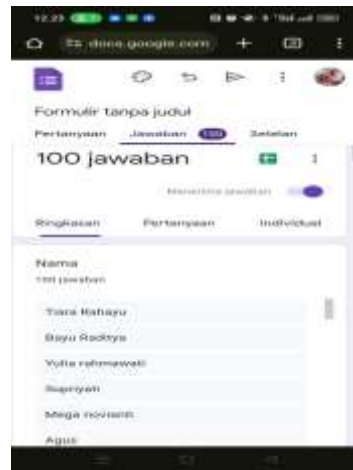 12.23
docs.google.com
Formulir tanpa judul
Pertanyaan Jawaban 100 Setelan
100 jawaban
Menerima jawaban
Ringkasan Pertanyaan Individual
Nama
100 jawaban
Tiara Rahayu
Bayu Raditya
Yulia rahmawati
Supriyati
Mega novianti
Agus